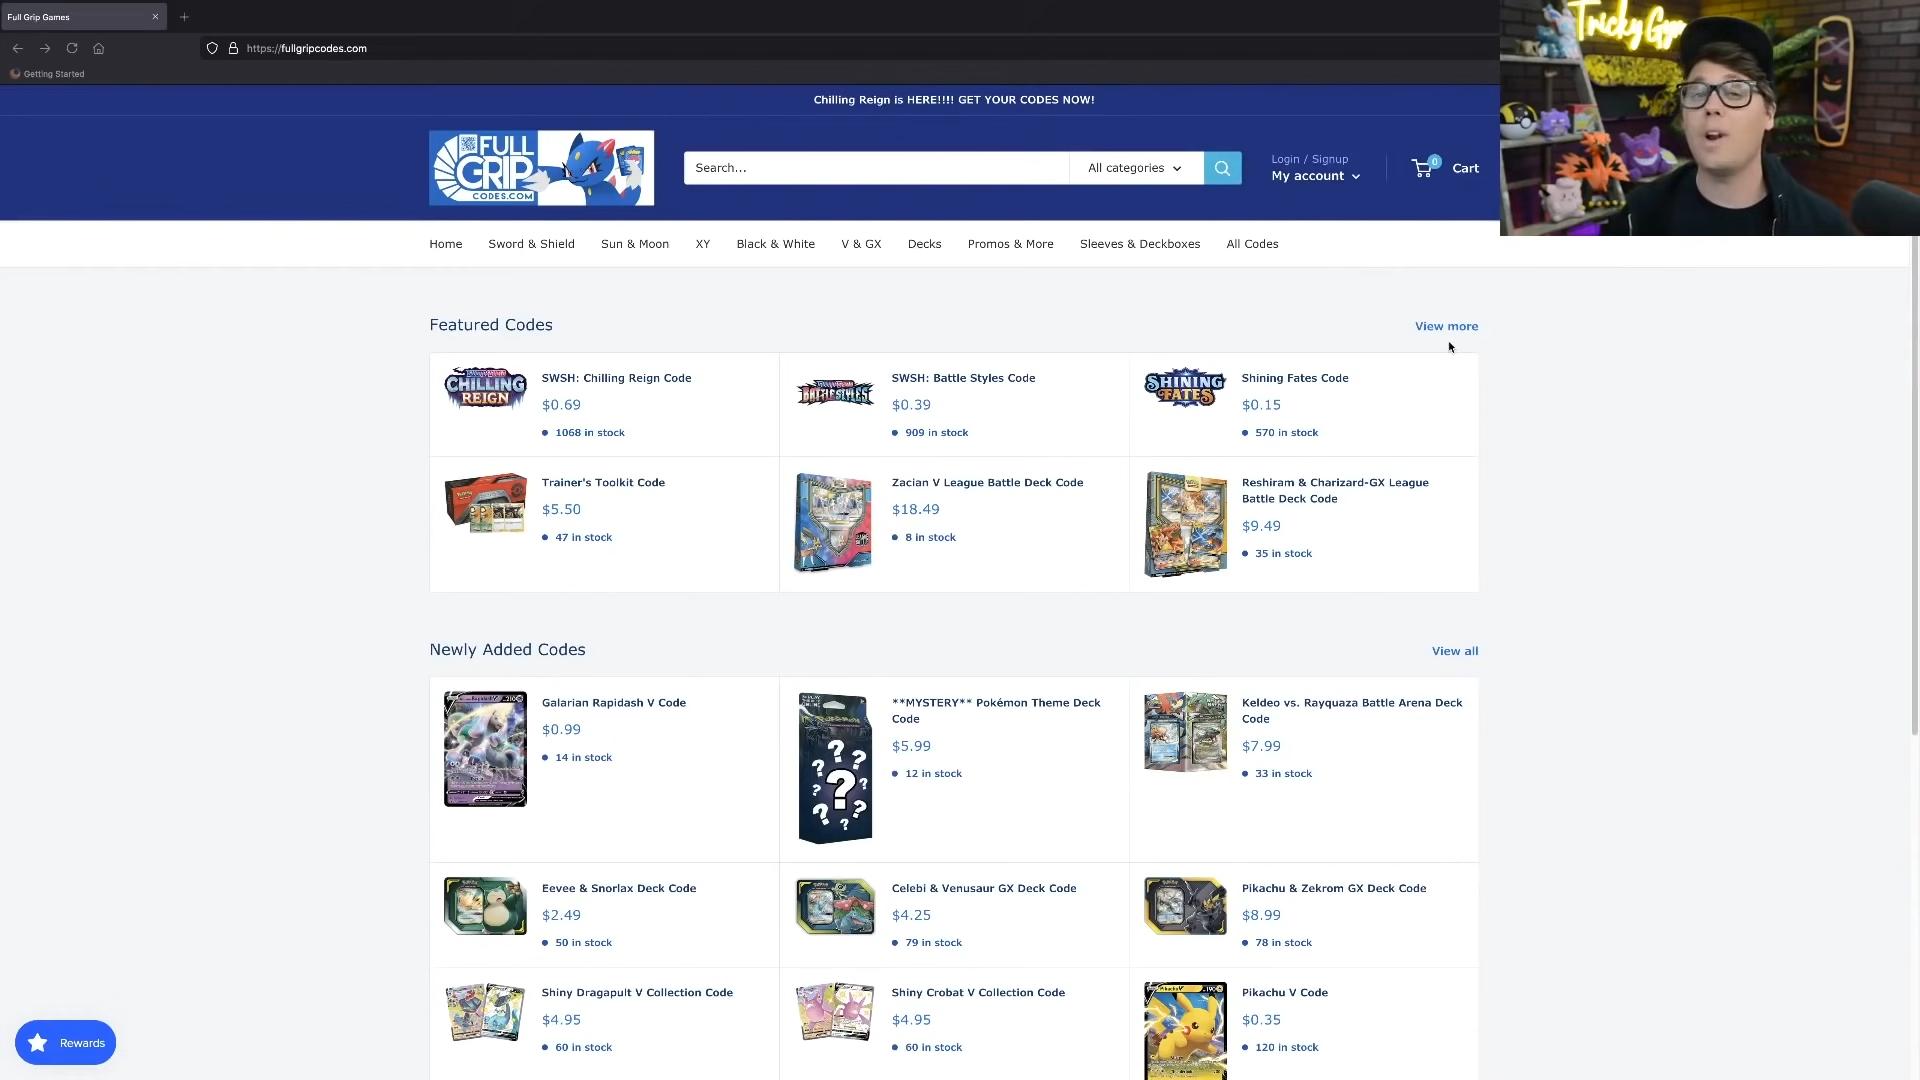 Full Grip Games
https://fullgripcodes.com
Getting Started
Tricky Gym
Chilling Reign is HERE!!!! GET YOUR CODES NOW!
FULL
GRIP
CODES.COM
Search...
All categories
Login / Signup
My account
0
Cart
Home
Sword & Shield
Sun & Moon
XY
Black & White
V & GX
Decks
Promos & More
Sleeves & Deckboxes
All Codes
Featured Codes
View more
CHILLING
REIGN
SWSH: Chilling Reign Code
$0.69
1068 in stock
BATTLE STYLES
SWSH: Battle Styles Code
$0.39
909 in stock
SHINING
FATES
Shining Fates Code
$0.15
570 in stock
Trainer's Toolkit Code
$5.50
47 in stock
Zacian V League Battle Deck Code
$18.49
8 in stock
Reshiram & Charizard-GX League
Battle Deck Code
$9.49
35 in stock
Newly Added Codes
View all
Galarian Rapidash V Code
$0.99
14 in stock
**MYSTERY** Pokémon Theme Deck
Code
$5.99
12 in stock
Keldeo vs. Rayquaza Battle Arena Deck
Code
$7.99
33 in stock
Eevee & Snorlax Deck Code
$2.49
50 in stock
Celebi & Venusaur GX Deck Code
$4.25
79 in stock
Pikachu & Zekrom GX Deck Code
$8.99
78 in stock
Shiny Dragapult V Collection Code
$4.95
60 in stock
Shiny Crobat V Collection Code
$4.95
60 in stock
Pikachu V
190
Pikachu V Code
$0.35
120 in stock
Rewards